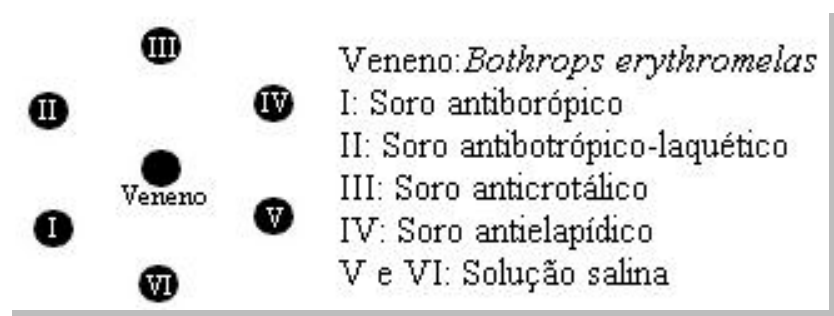 III
II
IV
Veneno
I
V
VI
Veneno:Bothrops erythromelas
I: Soro antiborópico
II: Soro antibotrópico-laquético
III: Soro anticrotálico
IV: Soro antielapídico
V e VI: Solução salina